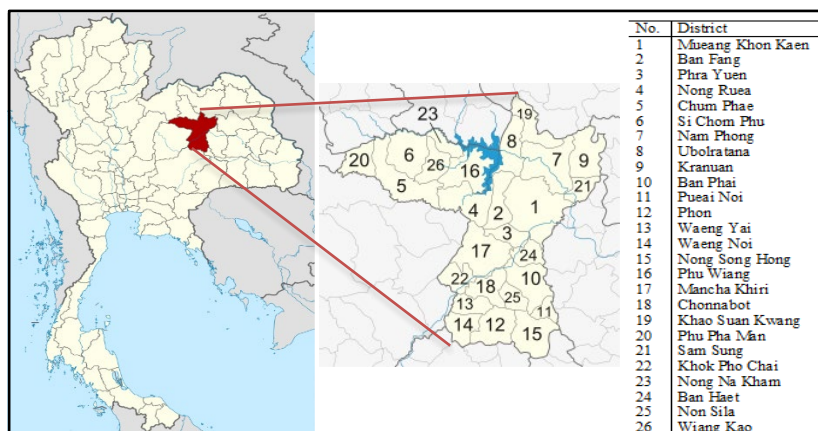 No. District
1 Mueang Khon Kaen
2 Ban Fang
3 Phra Yuen
4 Nong Ruea
5 Chum Phae
6 Si Chom Phu
7 Nam Phong
8 Ubolratana
9 Kranuan
10 Ban Phai
11 Pueai Noi
12 Phon
13 Waeng Yai
14 Waeng Noi
15 Nong Song Hong
16 Phu Wiang
17 Mancha Khiri
18 Chonnabot
19 Khao Suan Kwang
20 Phu Pha Man
21 Sam Sung
22 Khok Pho Chai
23 Nong Na Kham
24 Ban Haet
25 Non Sila
26 Wiang Kao
19
23
8
20
6
26
16
7
9
5
21
4
2
1
3
17
24
22
18
10
13
25
11
14
12
15